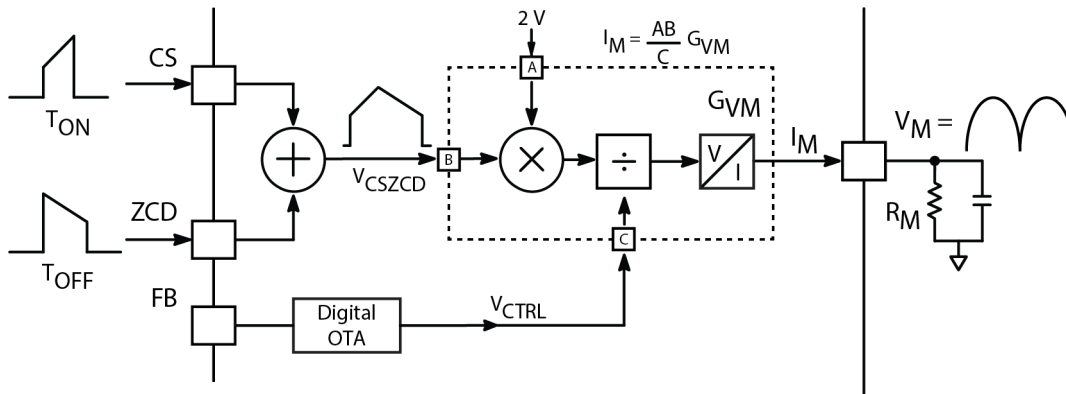 2 V
I_M = AB/C G_VM
CS
A
T_ON
G_VM
V_M =
I_M
B
V
I
V_CSZCD
ZCD
R_M
C
T_OFF
FB
V_CTRL
Digital
OTA